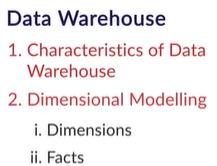 Data Warehouse
1. Characteristics of Data
Warehouse
2. Dimensional Modelling
i. Dimensions
ii. Facts